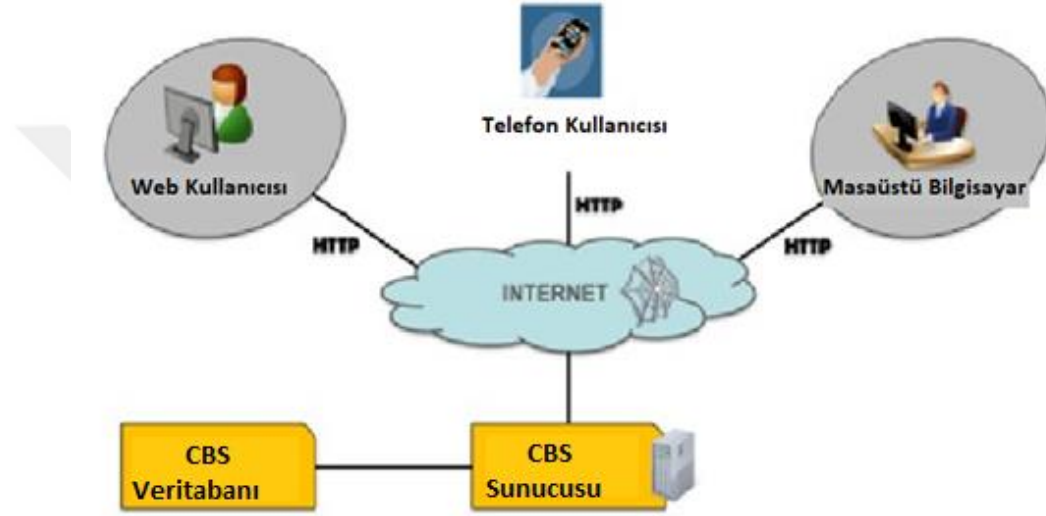 Telefon Kullanıcısı
Web Kullanıcısı
Masaüstü Bilgisayar
HTTP
HTTP
HTTP
INTERNET
CBS
Veritabanı
CBS
Sunucusu